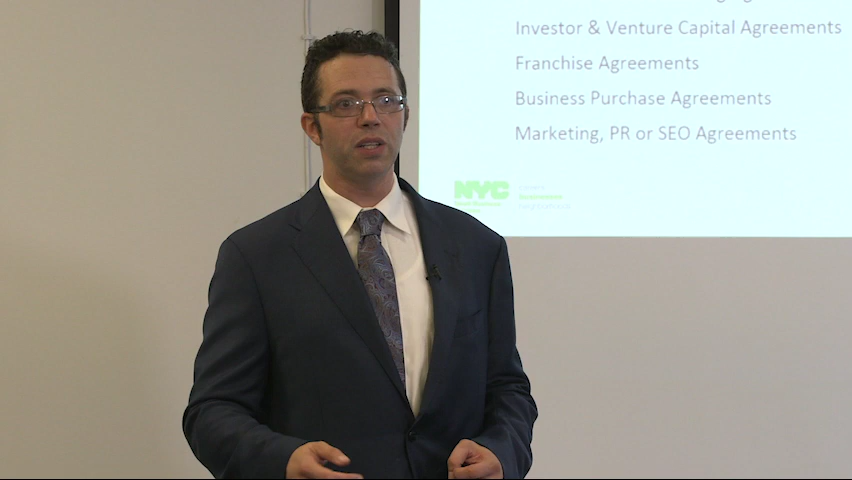 Investor & Venture Capital Agreements
Franchise Agreements
Business Purchase Agreements
Marketing, PR or SEO Agreements
NYC